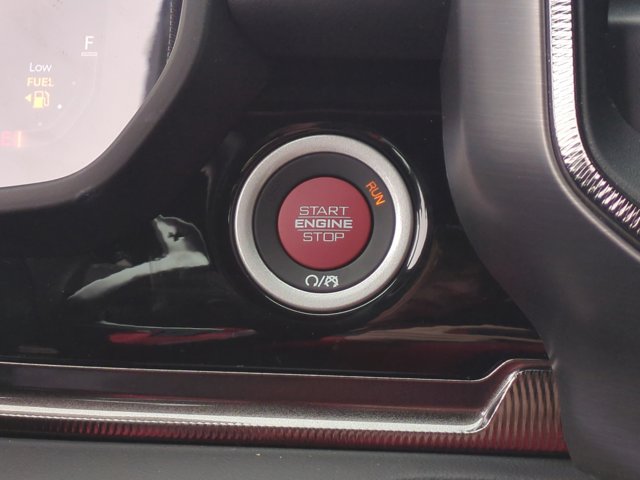 F
Low
FUEL
RUN
START
ENGINE
STOP